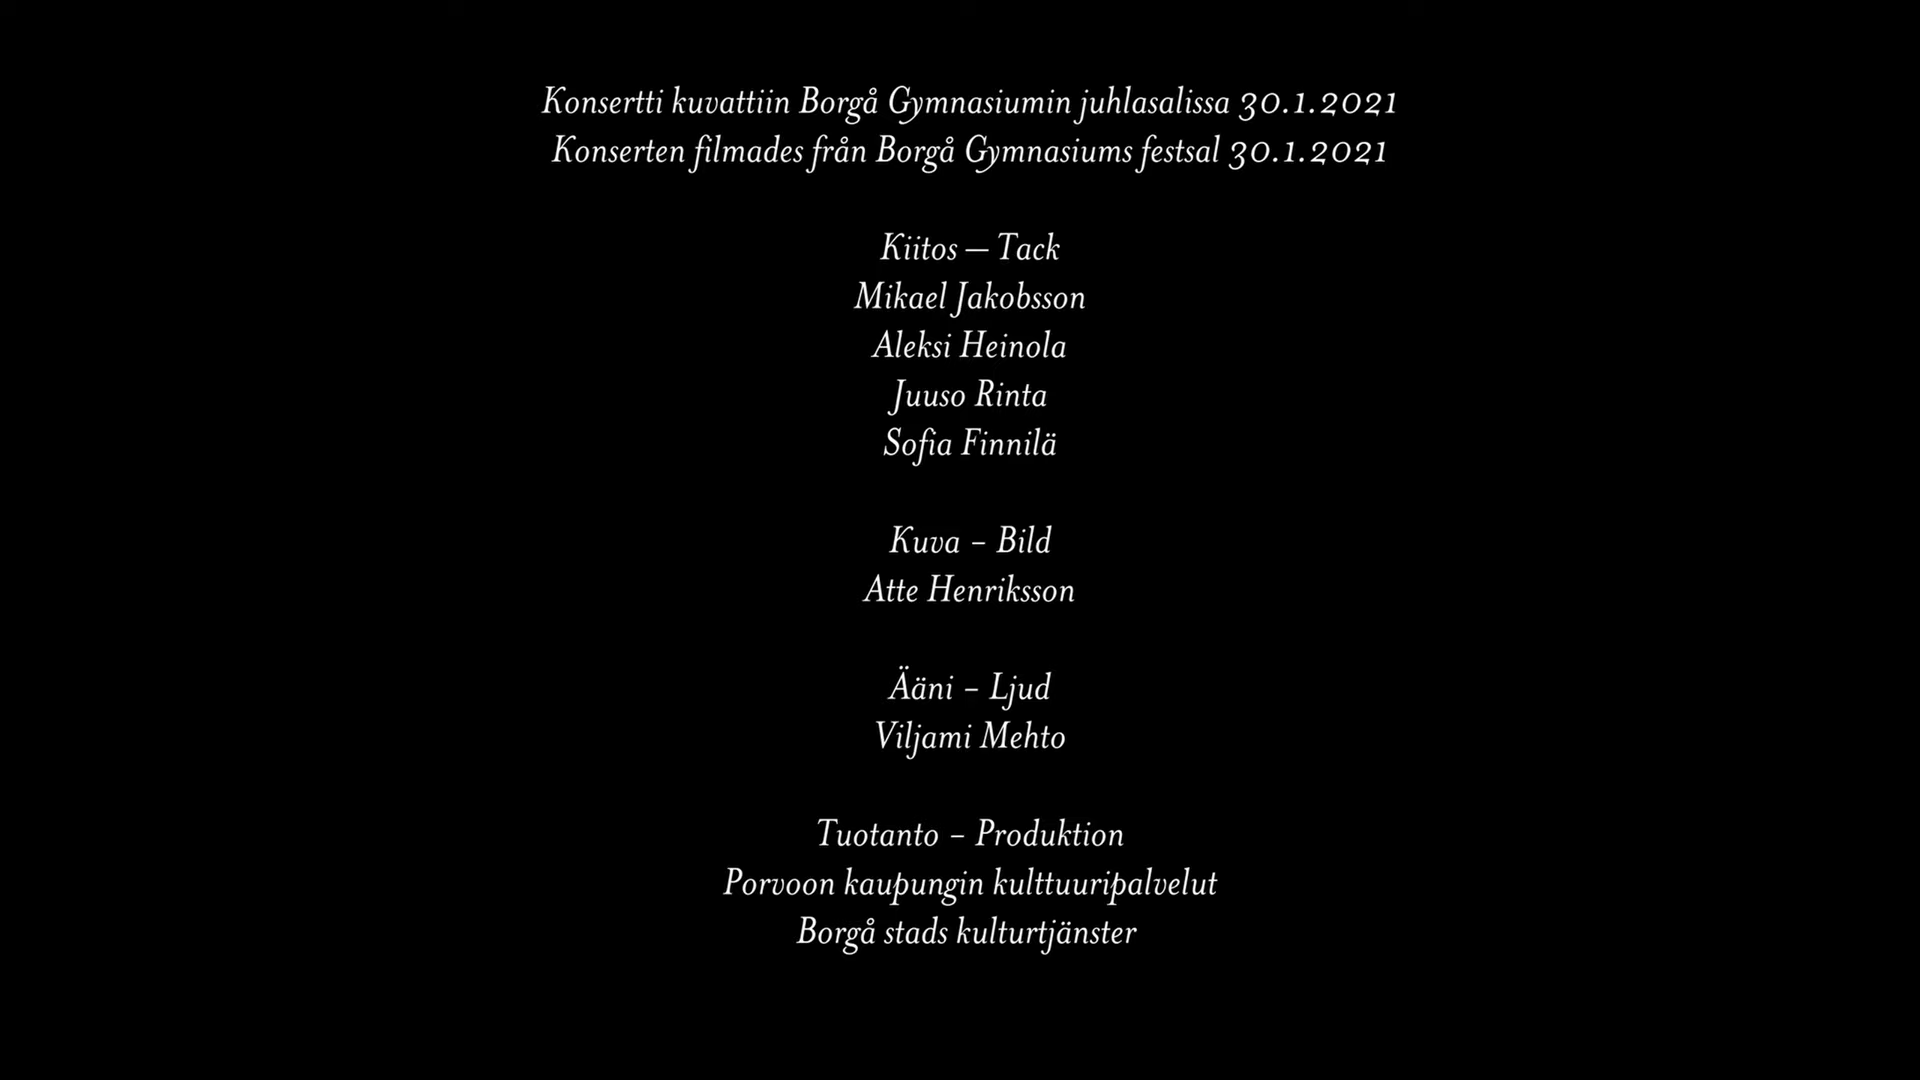 Konsertti kuvattiin Borgå Gymnasiumin juhlasalissa 30.1.2021
Konserten filmades från Borgå Gymnasiums festsal 30.1.2021
Kiitos — Tack
Mikael Jakobsson
Aleksi Heinola
Juuso Rinta
Sofia Finnilä
Kuva – Bild
Atte Henriksson
Ääni – Ljud
Viljami Mehto
Tuotanto – Produktion
Porvoon kaupungin kulttuuripalvelut
Borgå stads kulturtjänster